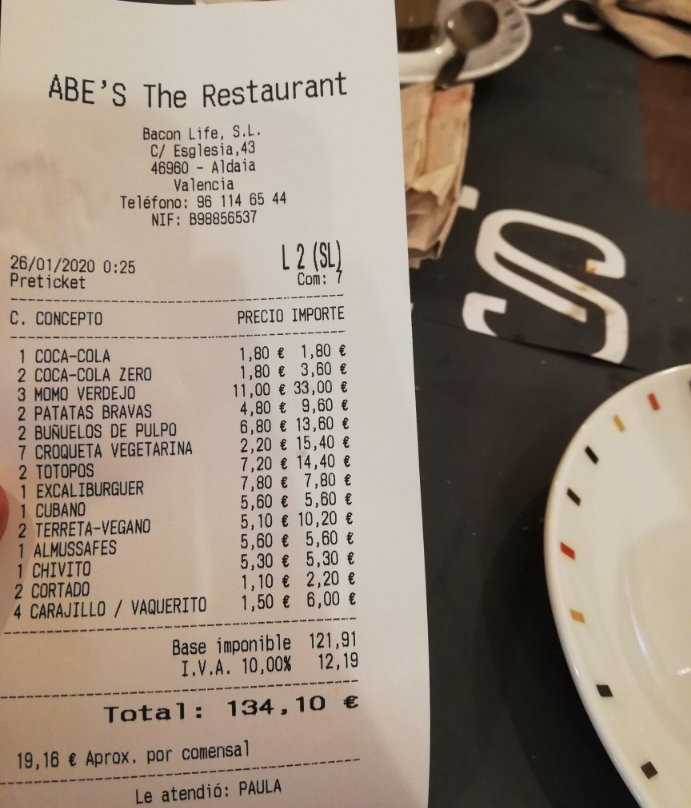 ABE'S The Restaurant
Bacon Life, S.L.
C/ Esglesia,43
46960 - Aldaia
Valencia
Teléfono: 96 114 65 44
NIF: B98856537
26/01/2020 0:25 L 2 (SL)
Preticket Com: 7
C. CONCEPTO PRECIO IMPORTE
1 COCA-COLA 1,80 € 1,80 €
2 COCA-COLA ZERO 1,80 € 3,60 €
3 MOMO VERDEJO 11,00 € 33,00 €
2 PATATAS BRAVAS 4,80 € 9,60 €
2 BUÑUELOS DE PULPO 6,80 € 13,60 €
7 CROQUETA VEGETARINA 2,20 € 15,40 €
2 TOTOPOS 7,20 € 14,40 €
1 EXCALIBURGUER 7,80 € 7,80 €
1 CUBANO 5,60 € 5,60 €
2 TERRETA-VEGANO 5,10 € 10,20 €
1 ALMUSSAFES 5,60 € 5,60 €
1 CHIVITO 5,30 € 5,30 €
2 CORTADO 1,10 € 2,20 €
4 CARAJILLO / VAQUERITO 1,50 € 6,00 €
Base imponible 121,91
I.V.A. 10,00% 12,19
Total: 134,10 €
19,16 € Aprox. por comensal
Le atendió: PAULA